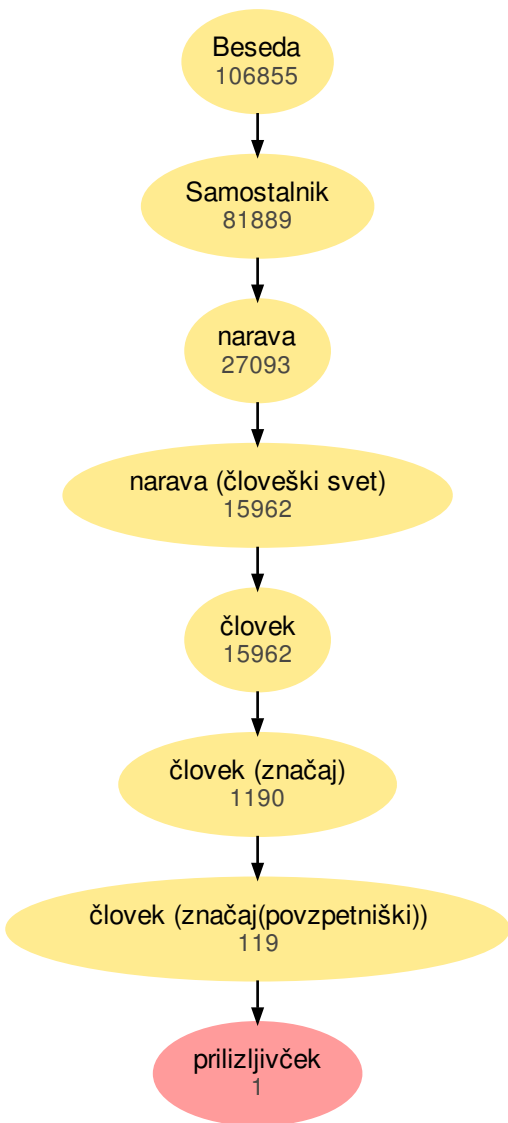 Beseda
106855
Samostalnik
81889
narava
27093
narava (človeški svet)
15962
človek
15962
človek (značaj)
1190
človek (značaj(povzpetniški))
119
prilizljivček
1